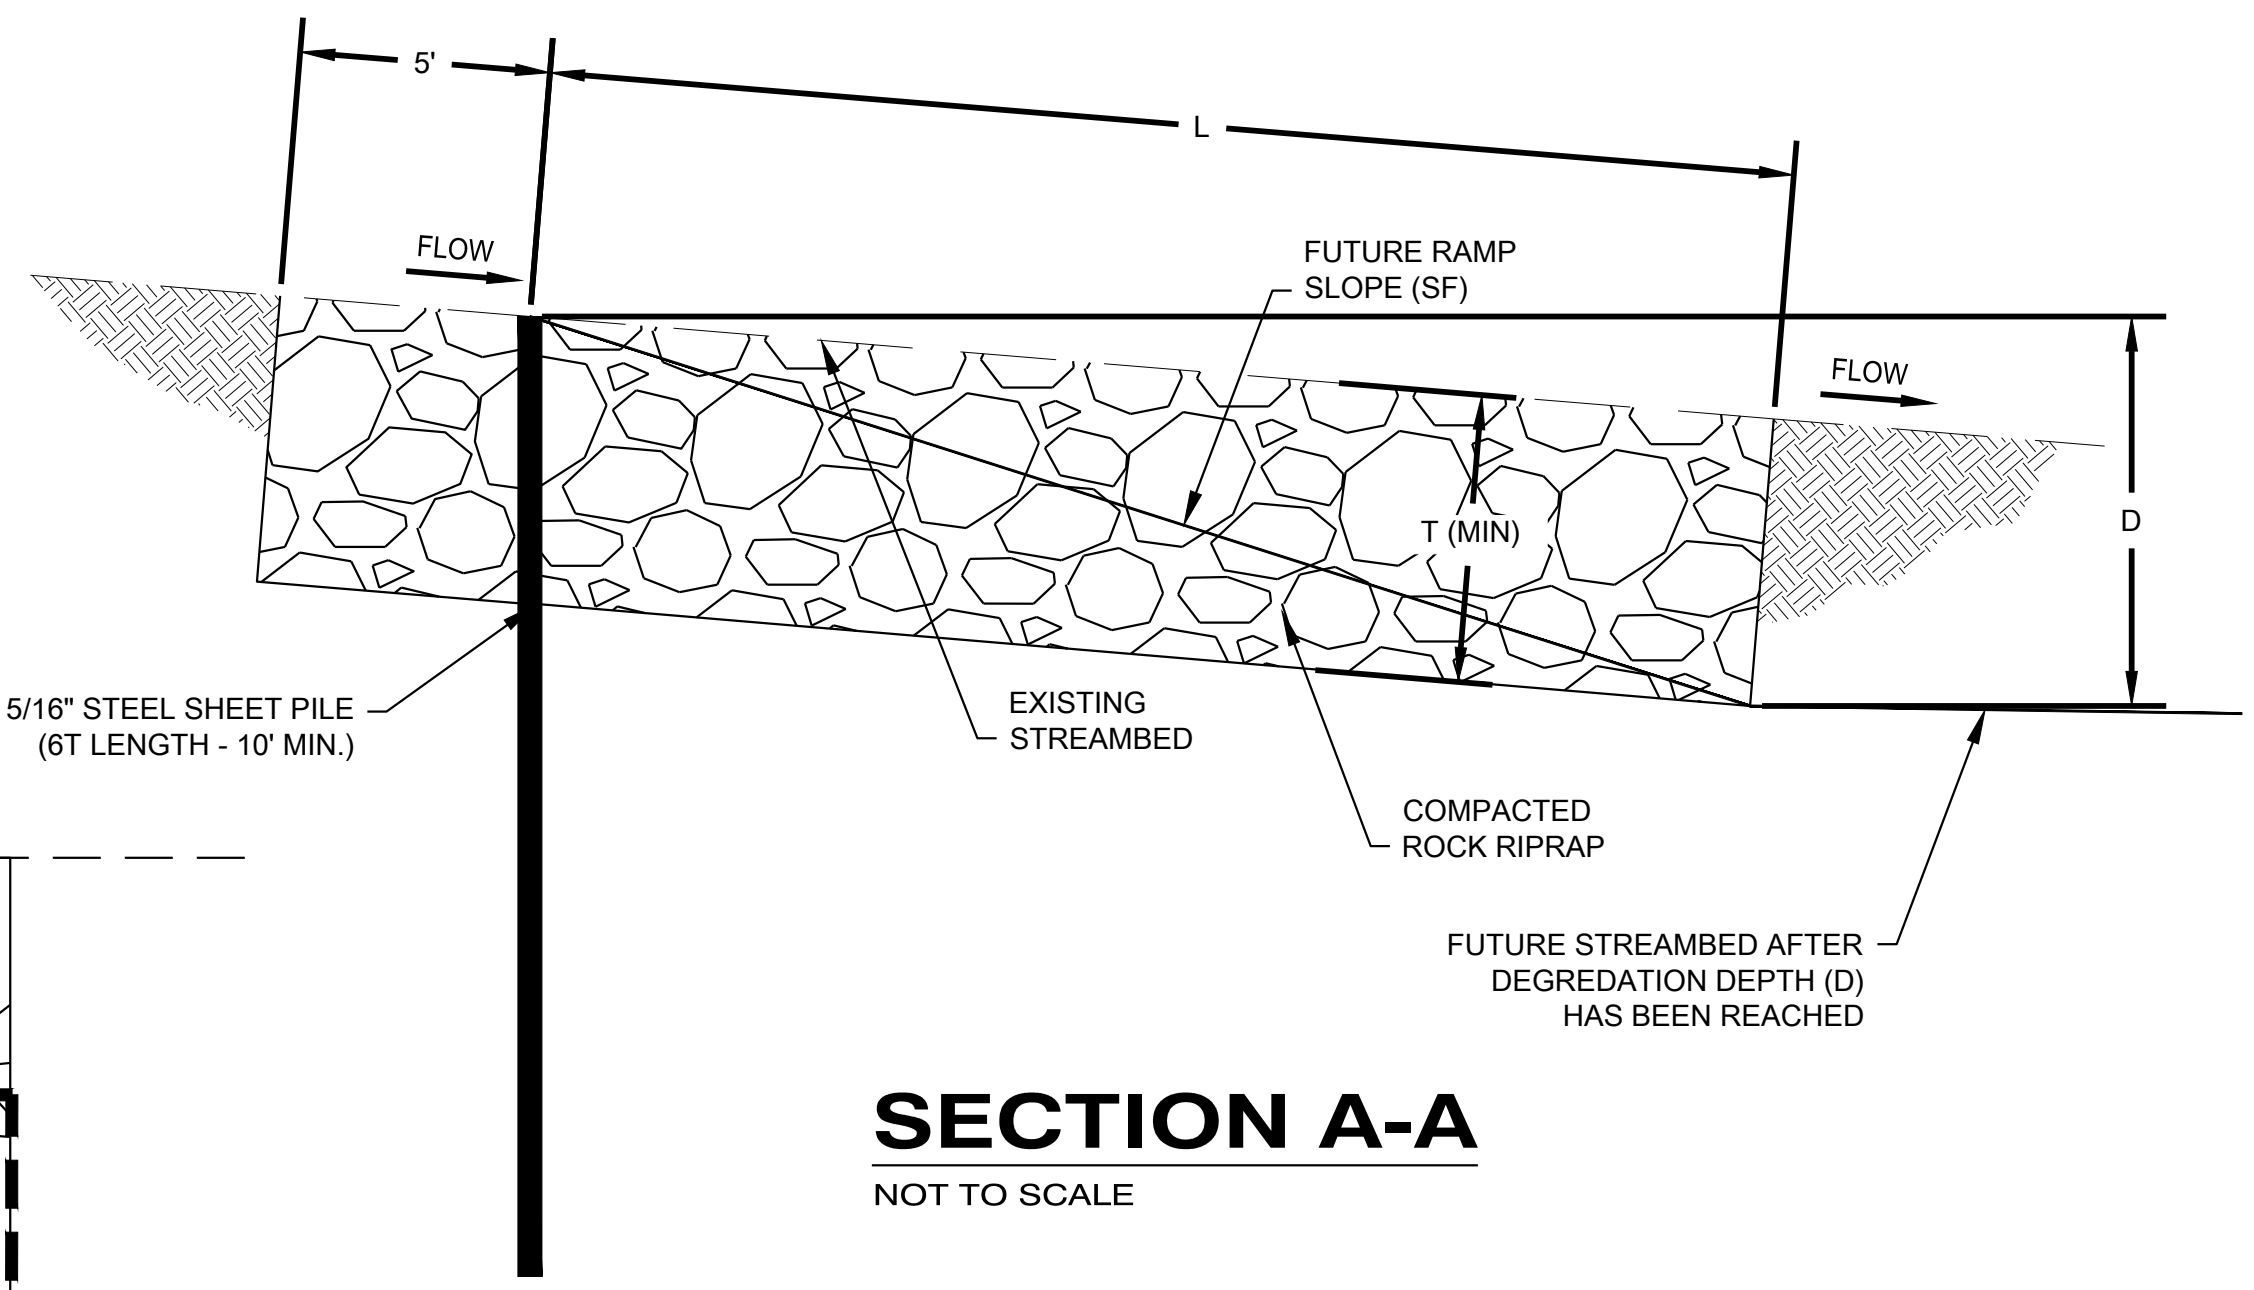 5'
L
FLOW
FUTURE RAMP
SLOPE (SF)
FLOW
T (MIN)
D
5/16" STEEL SHEET PILE
(6T LENGTH - 10' MIN.)
EXISTING
STREAMBED
COMPACTED
ROCK RIPRAP
FUTURE STREAMBED AFTER
DEGREDATION DEPTH (D)
HAS BEEN REACHED
SECTION A-A
NOT TO SCALE